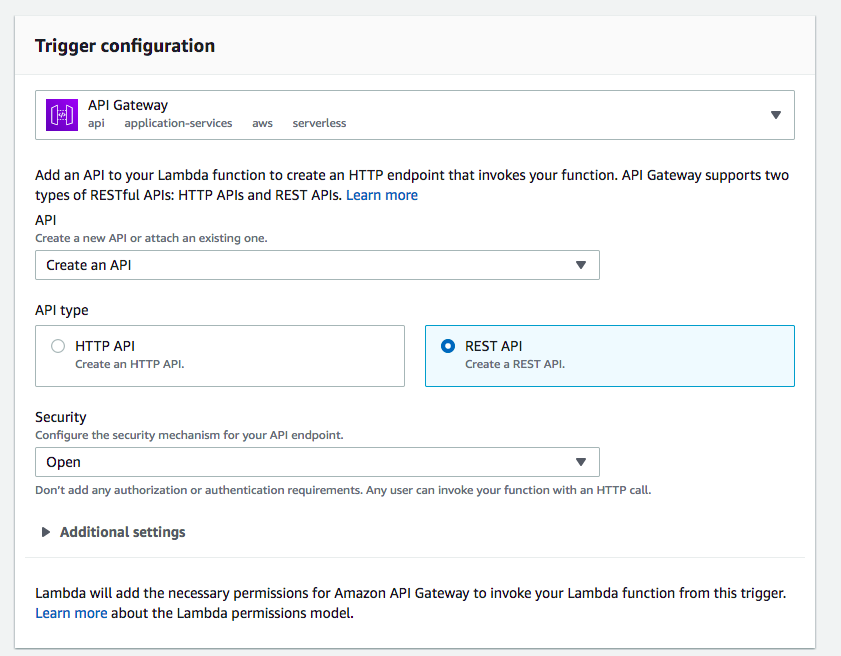 Trigger configuration
API Gateway
api application-services aws serverless
Add an API to your Lambda function to create an HTTP endpoint that invokes your function. API Gateway supports two
types of RESTful APIs: HTTP APIs and REST APIs. Learn more
API
Create a new API or attach an existing one.
Create an API
API type
HTTP API
Create an HTTP API.
REST API
Create a REST API.
Security
Configure the security mechanism for your API endpoint.
Open
Don’t add any authorization or authentication requirements. Any user can invoke your function with an HTTP call.
Additional settings
Lambda will add the necessary permissions for Amazon API Gateway to invoke your Lambda function from this trigger.
Learn more about the Lambda permissions model.